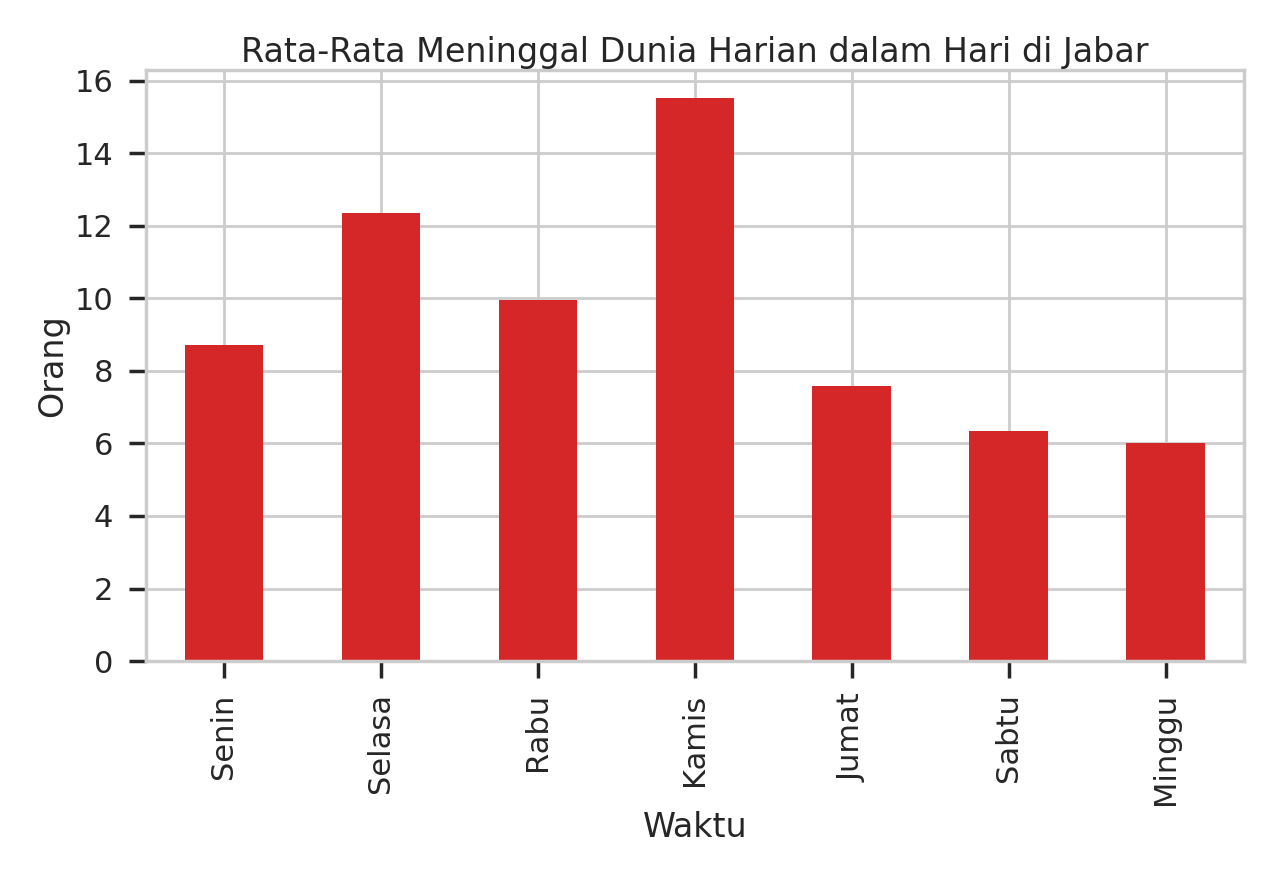 Rata-Rata Meninggal Dunia Harian dalam Hari di Jabar
16
14
12
10
8
6
4
2
0
Orang
Senin
Selasa
Rabu
Kamis
Jumat
Sabtu
Minggu
Waktu